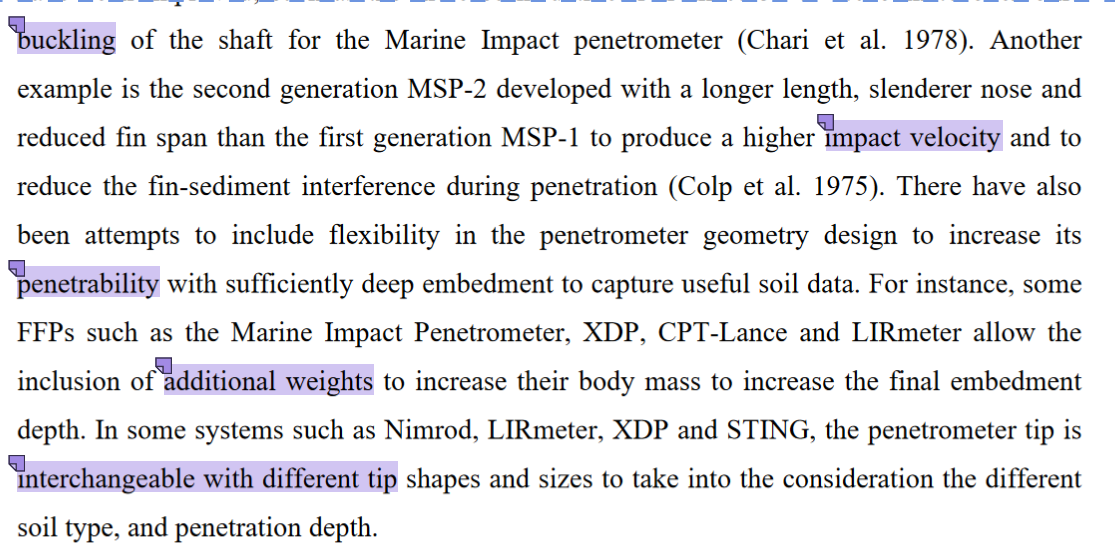 buckling of the shaft for the Marine Impact penetrometer (Chari et al. 1978). Another
example is the second generation MSP-2 developed with a longer length, slenderer nose and
reduced fin span than the first generation MSP-1 to produce a higher impact velocity and to
reduce the fin-sediment interference during penetration (Colp et al. 1975). There have also
been attempts to include flexibility in the penetrometer geometry design to increase its
penetrability with sufficiently deep embedment to capture useful soil data. For instance, some
FFPs such as the Marine Impact Penetrometer, XDP, CPT-Lance and LIRmeter allow the
inclusion of additional weights to increase their body mass to increase the final embedment
depth. In some systems such as Nimrod, LIRmeter, XDP and STING, the penetrometer tip is
interchangeable with different tip shapes and sizes to take into the consideration the different
soil type, and penetration depth.